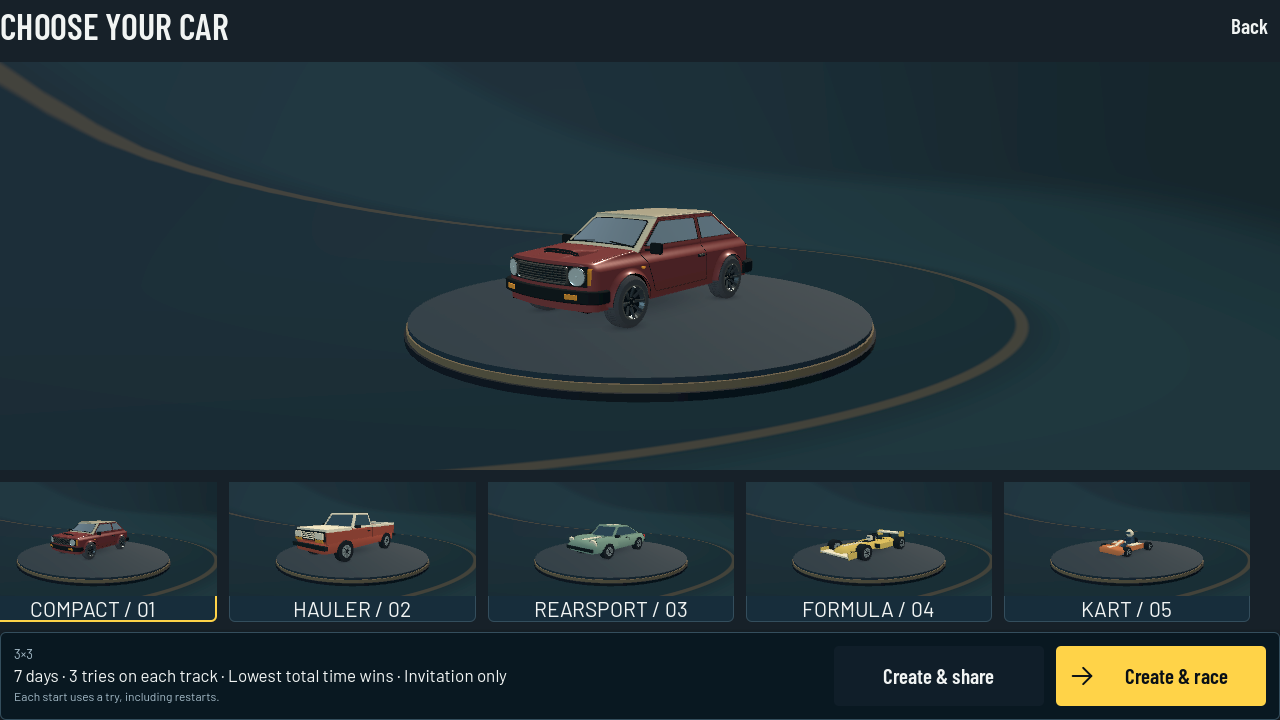 CHOOSE YOUR CAR
Back
COMPACT / 01
HAULER / 02
REARSPORT / 03
FORMULA / 04
KART / 05
3×3
7 days · 3 tries on each track · Lowest total time wins · Invitation only
Each start uses a try, including restarts.
Create & share
Create & race